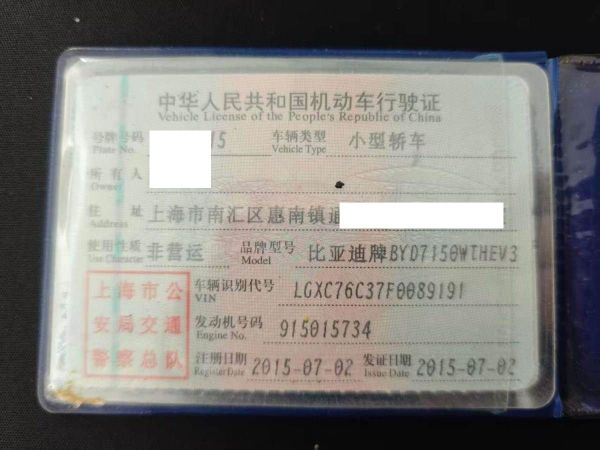 中华人民共和国机动车行驶证
Vehicle License of the People's Republic of China
号牌号码 15 车辆类型 小型轿车
Plate No. Vehicle Type
所有人
Owner
住 址 上海市南汇区惠南镇通
Address
使用性质 非营运 品牌型号 比亚迪牌BYD7150WTHEV3
Use Character Model
上海市公安局交通警察总队
车辆识别代号 LGXC76C37F0089191
VIN
发动机号码 915015734
Engine No.
注册日期 2015-07-02 发证日期 2015-07-02
Register Date Issue Date